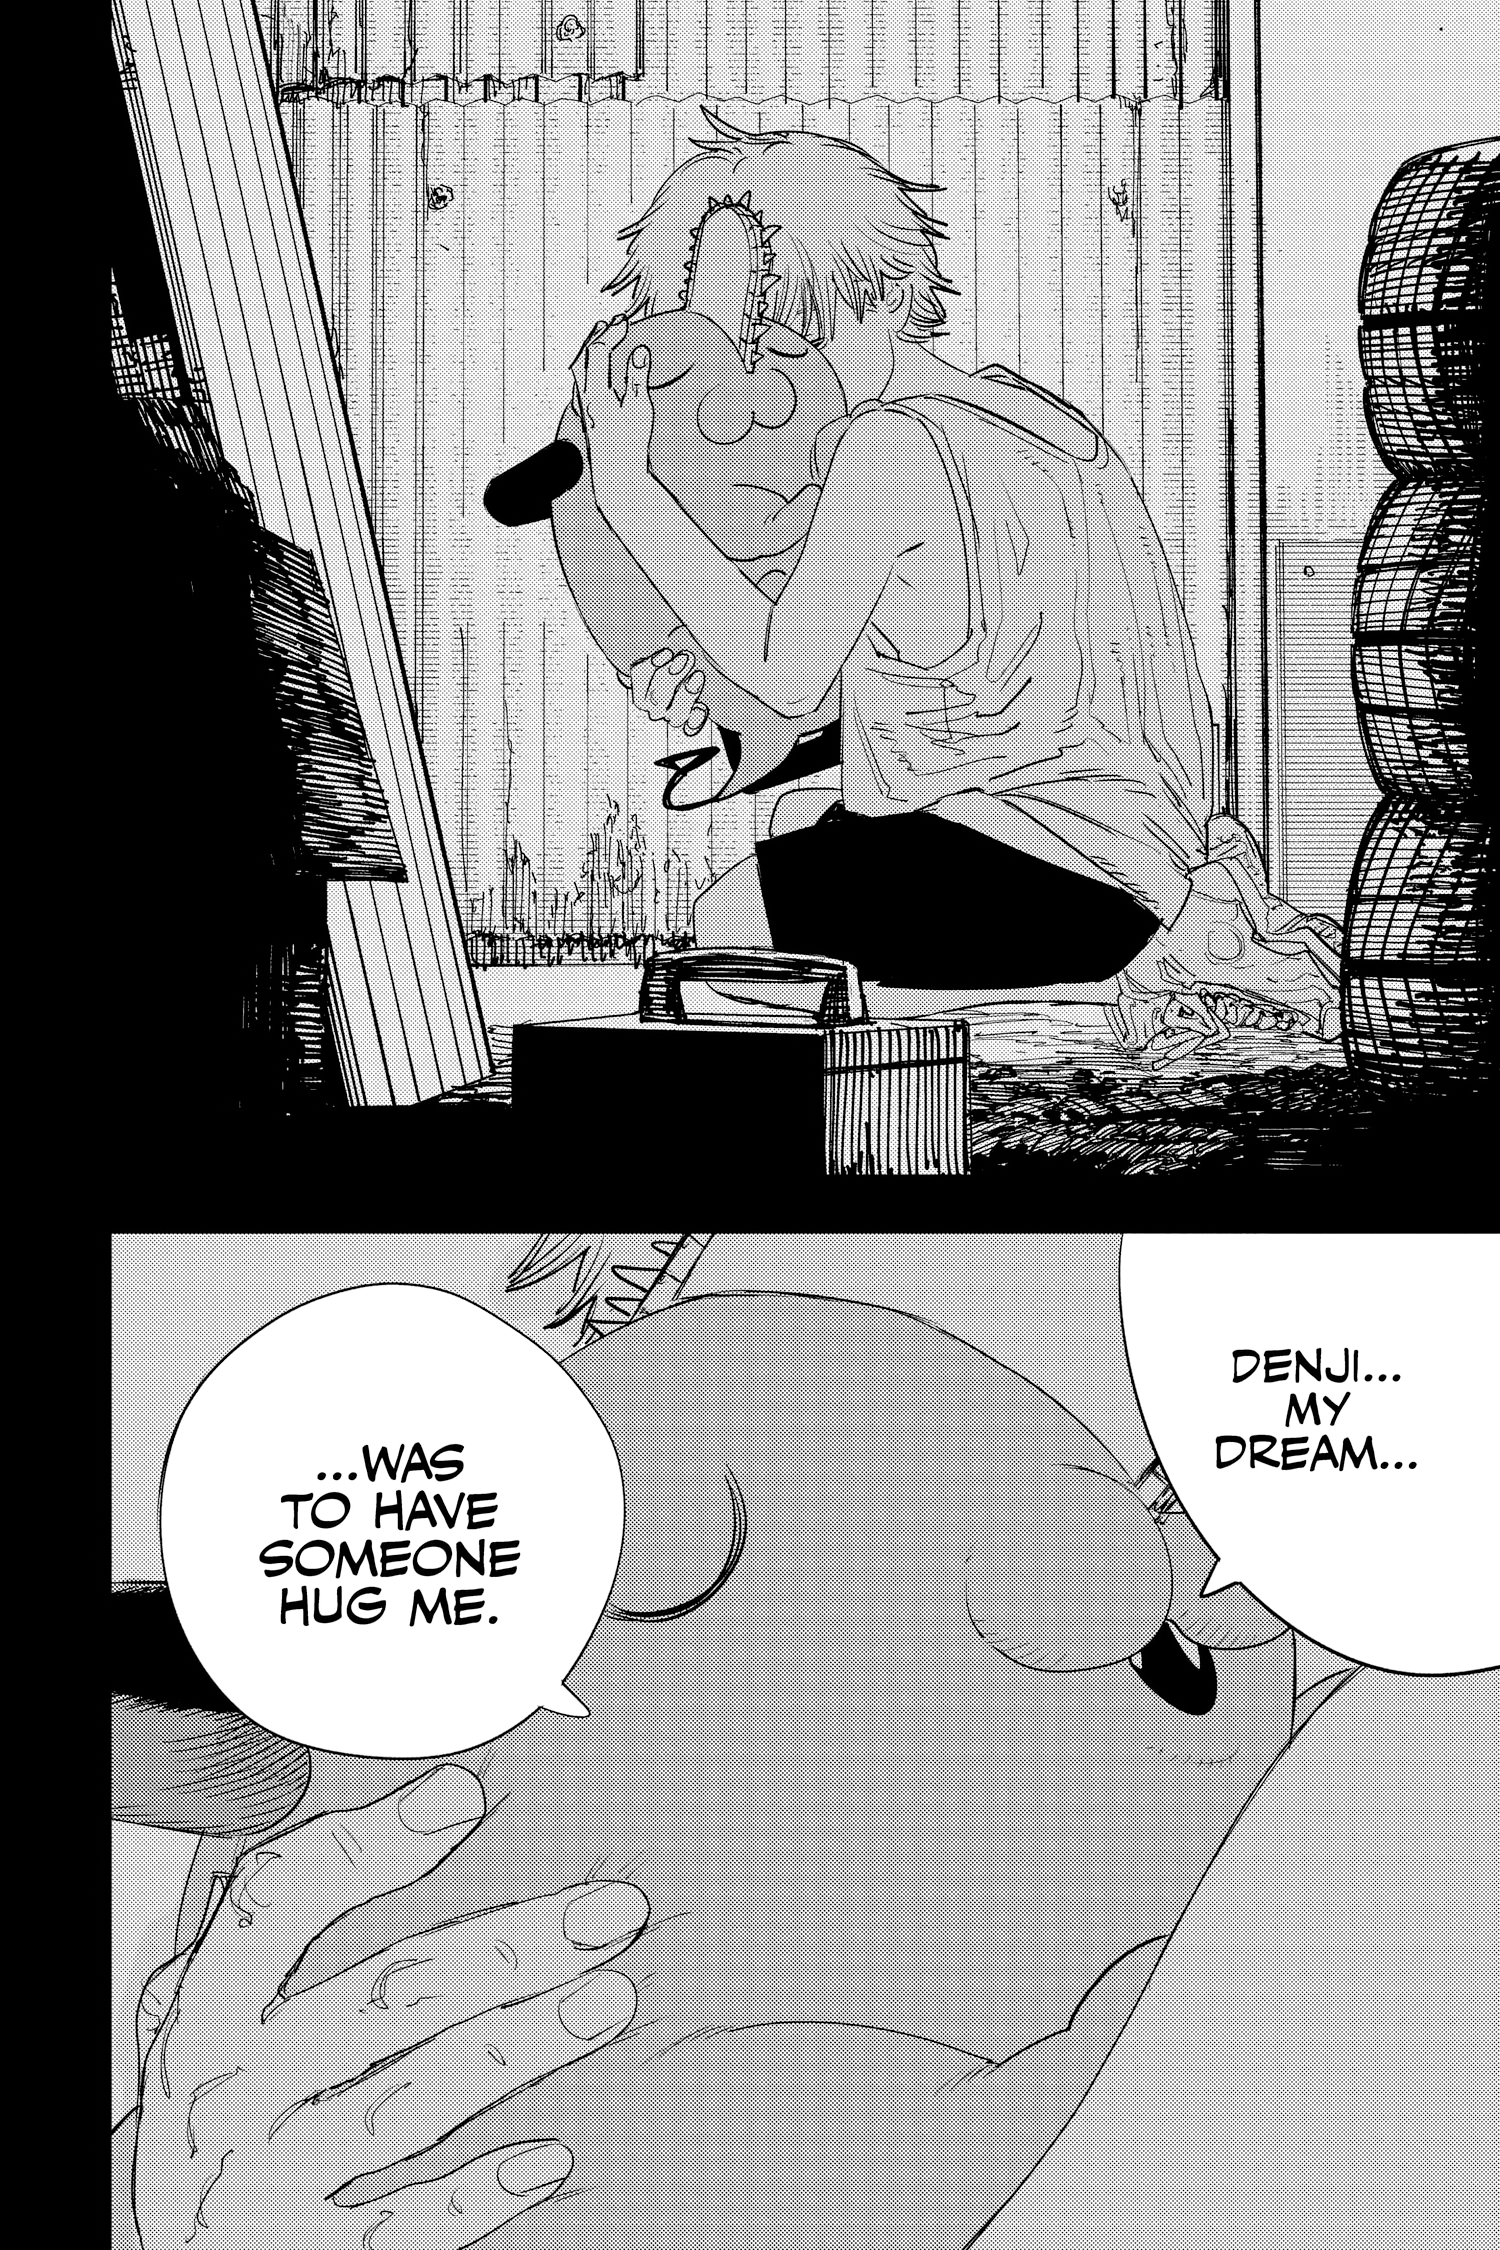 DENJI...
MY
DREAM...
...WAS
TO HAVE
SOMEONE
HUG ME.